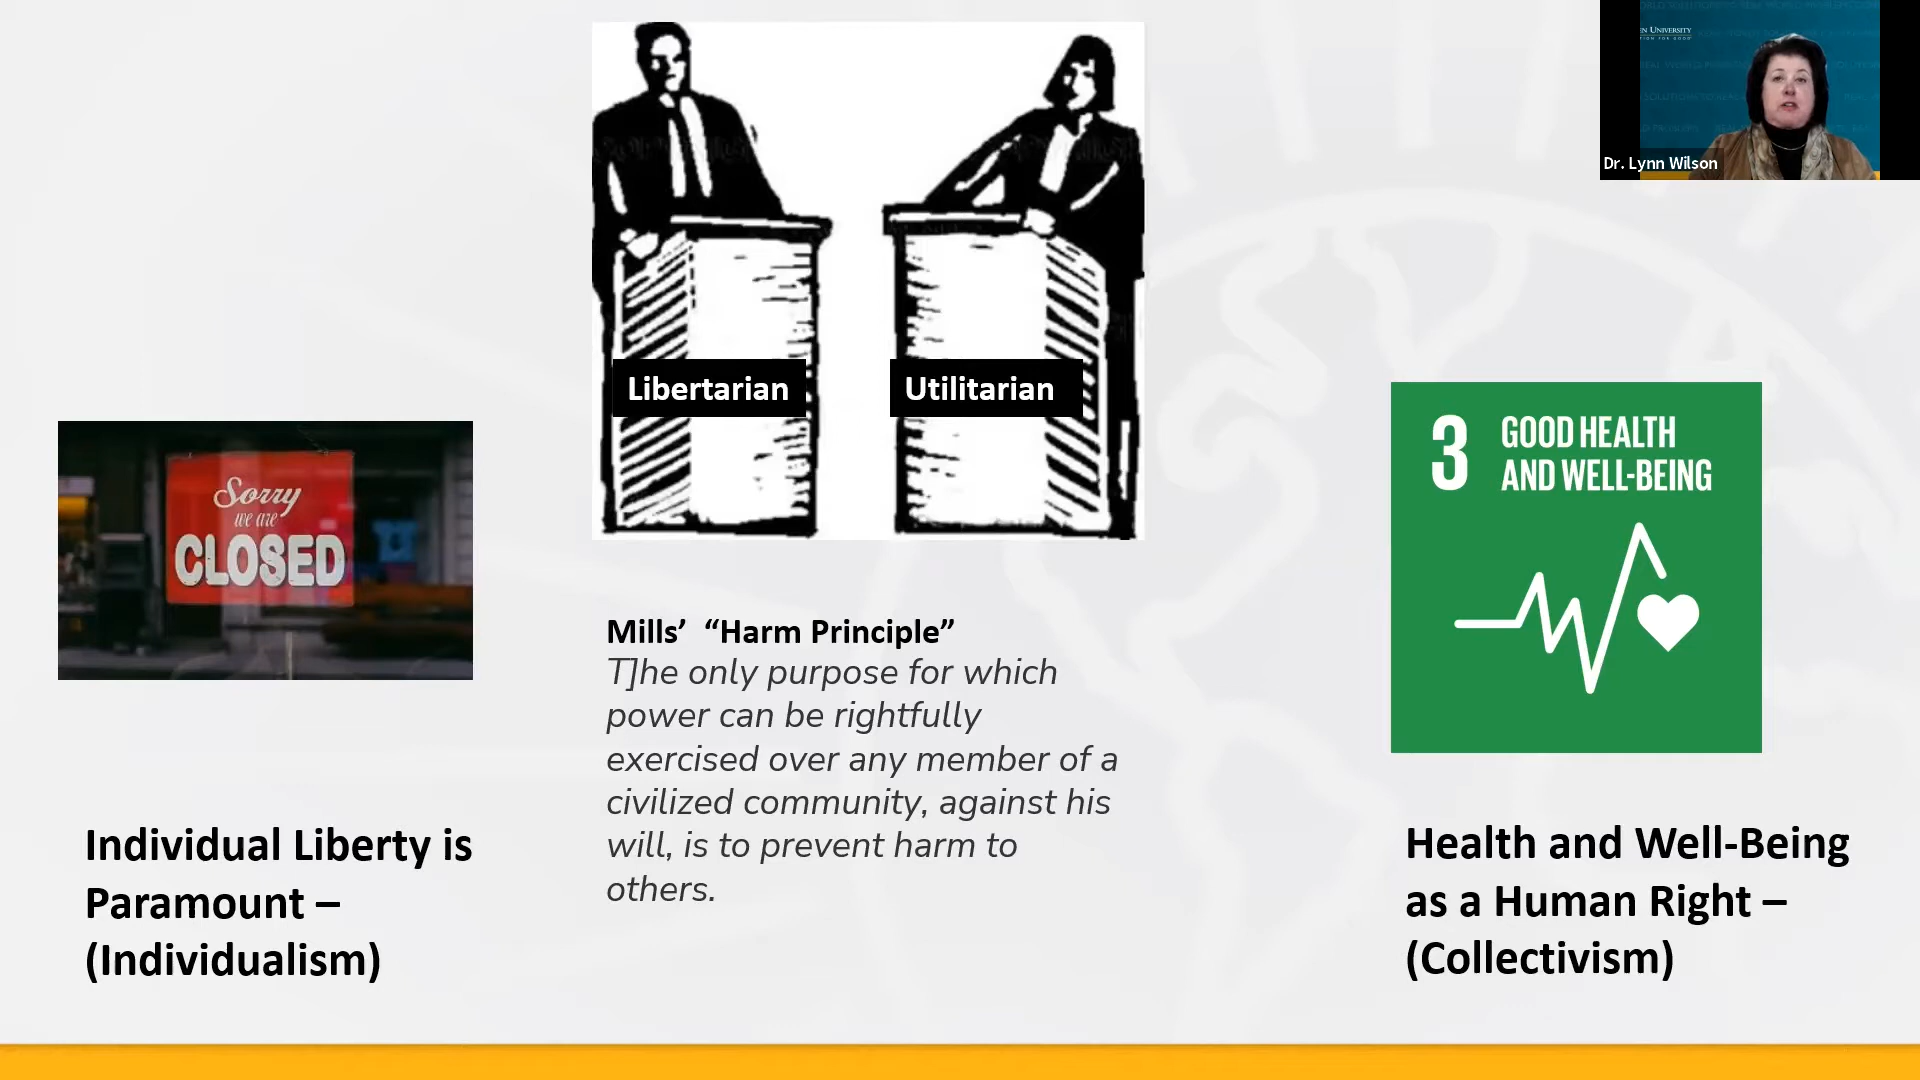 Libertarian
Utilitarian
Sorry
we are
CLOSED
3 GOOD HEALTH
AND WELL-BEING
Mills’ “Harm Principle”
T]he only purpose for which
power can be rightfully
exercised over any member of a
civilized community, against his
will, is to prevent harm to
others.
Individual Liberty is
Paramount –
(Individualism)
Health and Well-Being
as a Human Right –
(Collectivism)
UNIVERSITY
Dr. Lynn Wilson